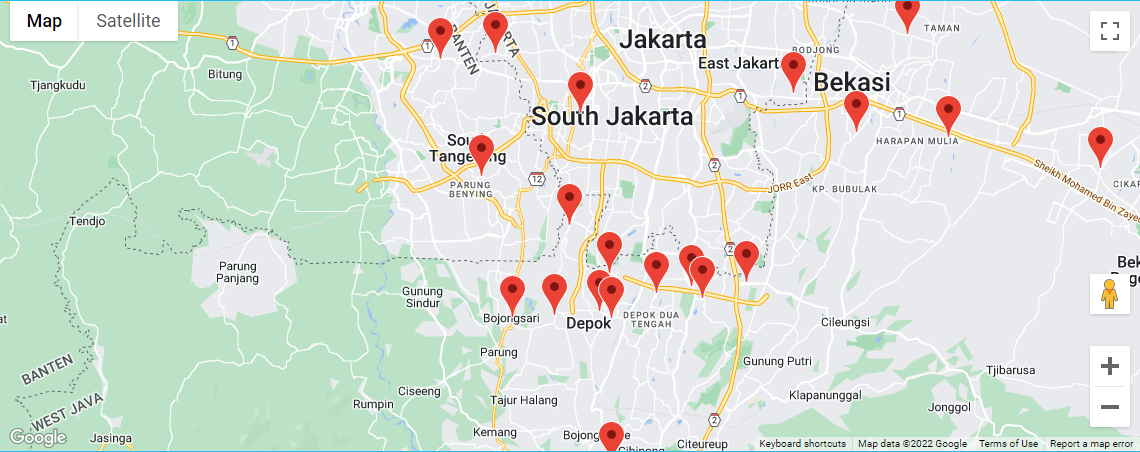 Map
Satellite
JAKARTA
BANTEN
Jakarta
TAMAN
BODJONG
East Jakart
Bitung
Tjangkudu
Bekasi
1
1
2
1
1
South Jakarta
HARAPAN MULIA
Sou
Tangerang
PARUNG
BENYING
12
2
JORR East
KP. BUBULAK
Sheikh Mohamed Bin Zayed
CIKAR
Tendjo
2
Parung
Panjang
Gunung
Sindur
Bojongsari
Depok
DEPOK DUA
TENGAH
Cileungsi
Bek
Parung
Gunung Putri
Tjibarusa
BANTEN
WEST JAVA
Ciseeng
Rumpin
Tajur Halang
Klapanunggal
Jonggol
2
Google
Jasinga
Kemang
Citeureup
Keyboard shortcuts
Map data ©2022 Google
Terms of Use
Report a map error